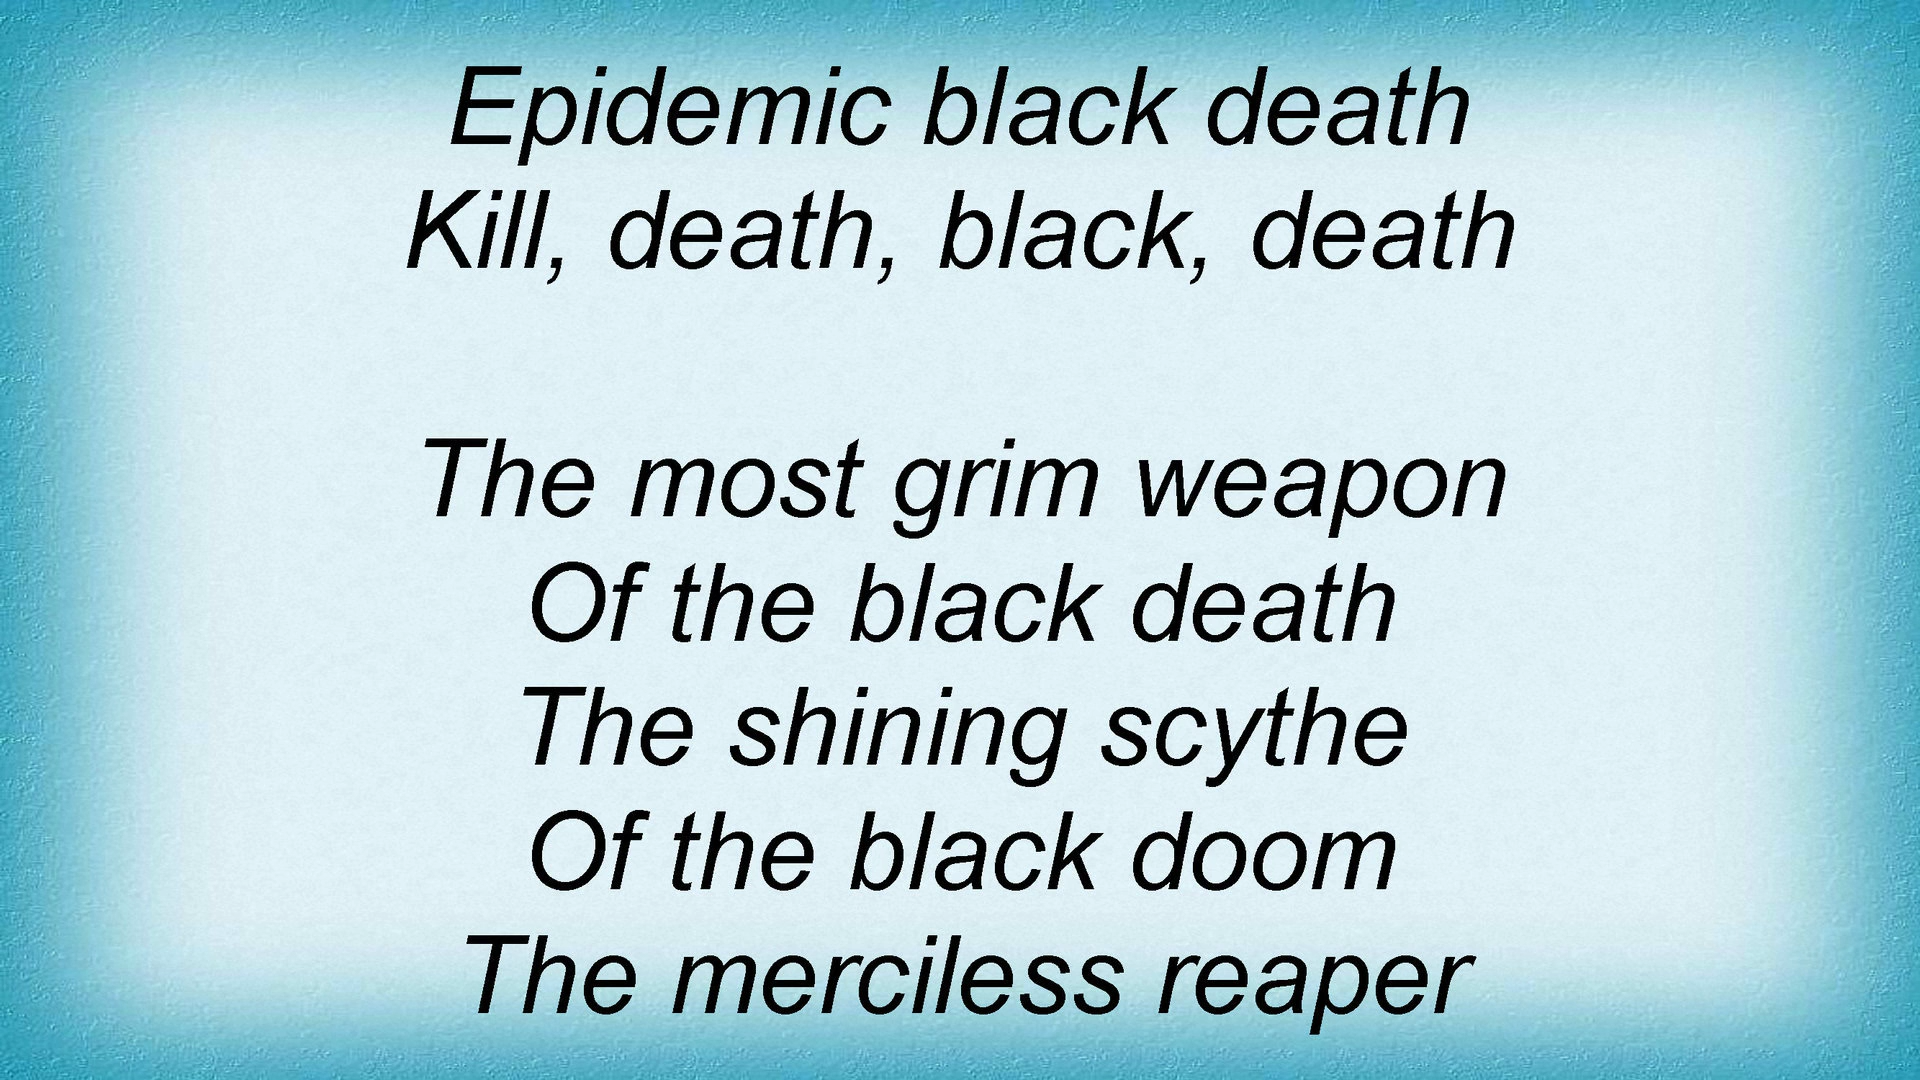 Epidemic black death
Kill, death, black, death
The most grim weapon
Of the black death
The shining scythe
Of the black doom
The merciless reaper